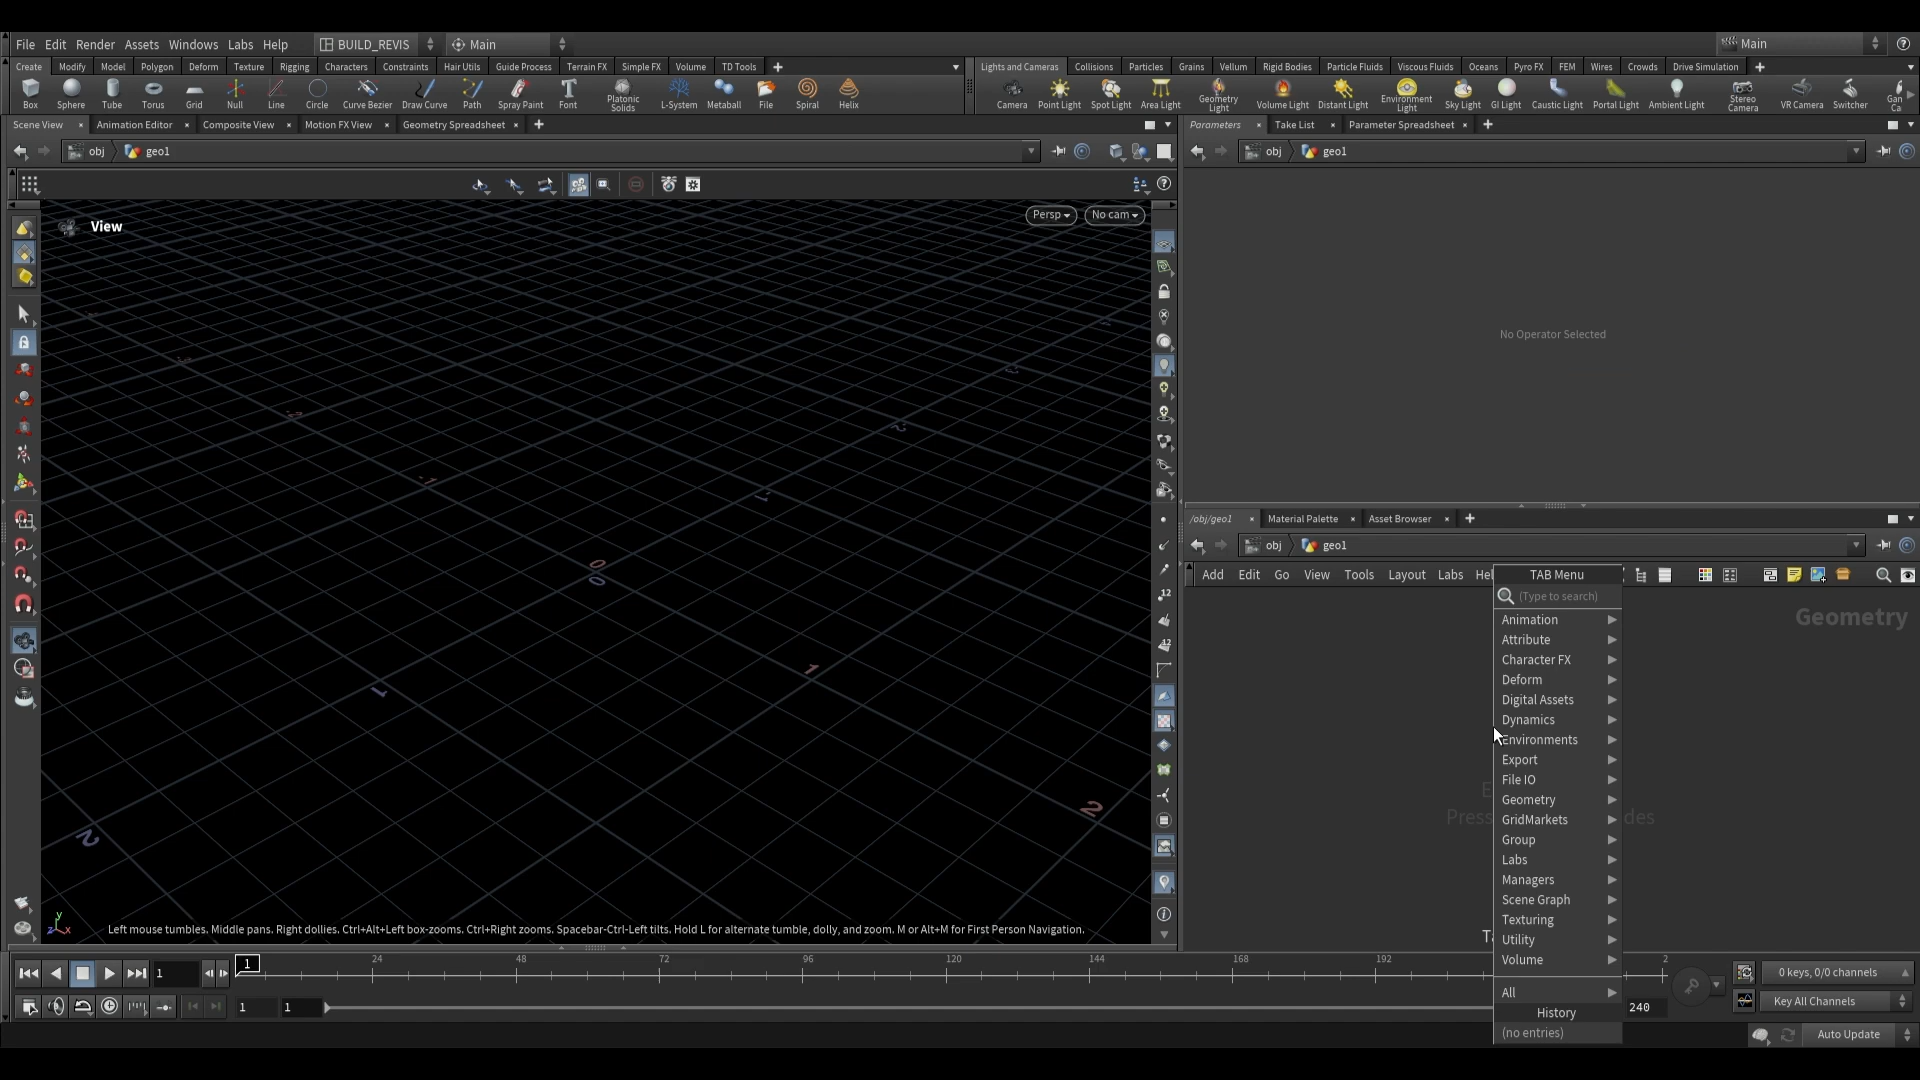 File Edit Render Assets Windows Labs Help BUILD_REVIS Main Main
Create Modify Model Polygon Deform Texture Rigging Characters Constraints Hair Utils Guide Process Terrain FX Simple FX Volume TD Tools
Lights and Cameras Collisions Particles Grains Vellum Rigid Bodies Particle Fluids Viscous Fluids Oceans Pyro FX FEM Wires Crowds Drive Simulation
Box Sphere Tube Torus Grid Null Line Circle Curve Bezier Draw Curve Path Spray Paint Font Platonic Solids L-System Metaball File Spiral Helix
Camera Point Light Spot Light Area Light Geometry Light Volume Light Distant Light Environment Light Sky Light GI Light Caustic Light Portal Light Ambient Light Stereo Camera VR Camera Switcher
Scene View Animation Editor Composite View Motion FX View Geometry Spreadsheet
Parameters Take List Parameter Spreadsheet
obj geo1
obj geo1
View
Persp No cam
No Operator Selected
/obj/geo1 Material Palette Asset Browser
obj geo1
Add Edit Go View Tools Layout Labs Hel
Geometry
TAB Menu
(Type to search)
Animation
Attribute
Character FX
Deform
Digital Assets
Dynamics
Environments
Export
File IO
Geometry
GridMarkets
Group
Labs
Managers
Scene Graph
Texturing
Utility
Volume
All
History
(no entries)
0
0
1
1
2
2
Left mouse tumbles. Middle pans. Right dollies. Ctrl+Alt+Left box-zooms. Ctrl+Right zooms. Spacebar-Ctrl-Left tilts. Hold L for alternate tumble, dolly, and zoom. M or Alt+M for First Person Navigation.
1 1 24 48 72 96 120 144 168 192 2
0 keys, 0/0 channels
1 1 240
Key All Channels
Auto Update